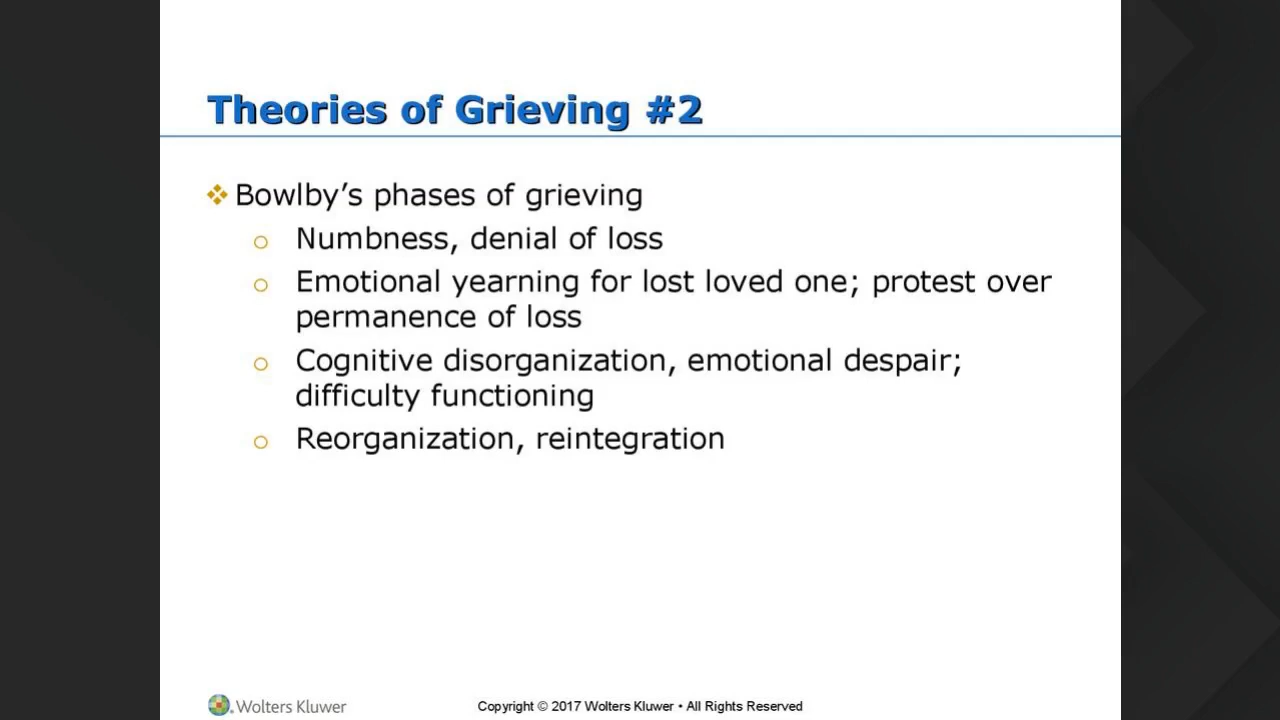 Theories of Grieving #2
❖ Bowlby’s phases of grieving
o Numbness, denial of loss
o Emotional yearning for lost loved one; protest over
permanence of loss
o Cognitive disorganization, emotional despair;
difficulty functioning
o Reorganization, reintegration
Wolters Kluwer
Copyright © 2017 Wolters Kluwer • All Rights Reserved